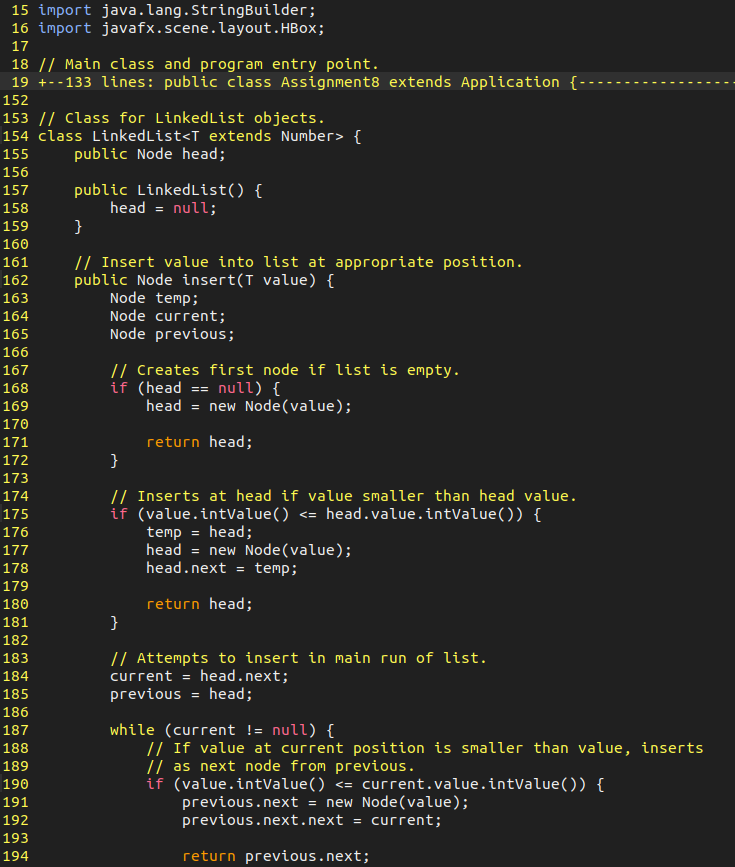 15 import java.lang.StringBuilder;
16 import javafx.scene.layout.HBox;
17
18 // Main class and program entry point.
19 +--133 lines: public class Assignment8 extends Application {------------------
152
153 // Class for LinkedList objects.
154 class LinkedList<T extends Number> {
155     public Node head;
156
157     public LinkedList() {
158         head = null;
159     }
160
161     // Insert value into list at appropriate position.
162     public Node insert(T value) {
163         Node temp;
164         Node current;
165         Node previous;
166
167         // Creates first node if list is empty.
168         if (head == null) {
169             head = new Node(value);
170
171             return head;
172         }
173
174         // Inserts at head if value smaller than head value.
175         if (value.intValue() <= head.value.intValue()) {
176             temp = head;
177             head = new Node(value);
178             head.next = temp;
179
180             return head;
181         }
182
183         // Attempts to insert in main run of list.
184         current = head.next;
185         previous = head;
186
187         while (current != null) {
188             // If value at current position is smaller than value, inserts
189             // as next node from previous.
190             if (value.intValue() <= current.value.intValue()) {
191                 previous.next = new Node(value);
192                 previous.next.next = current;
193
194                 return previous.next;